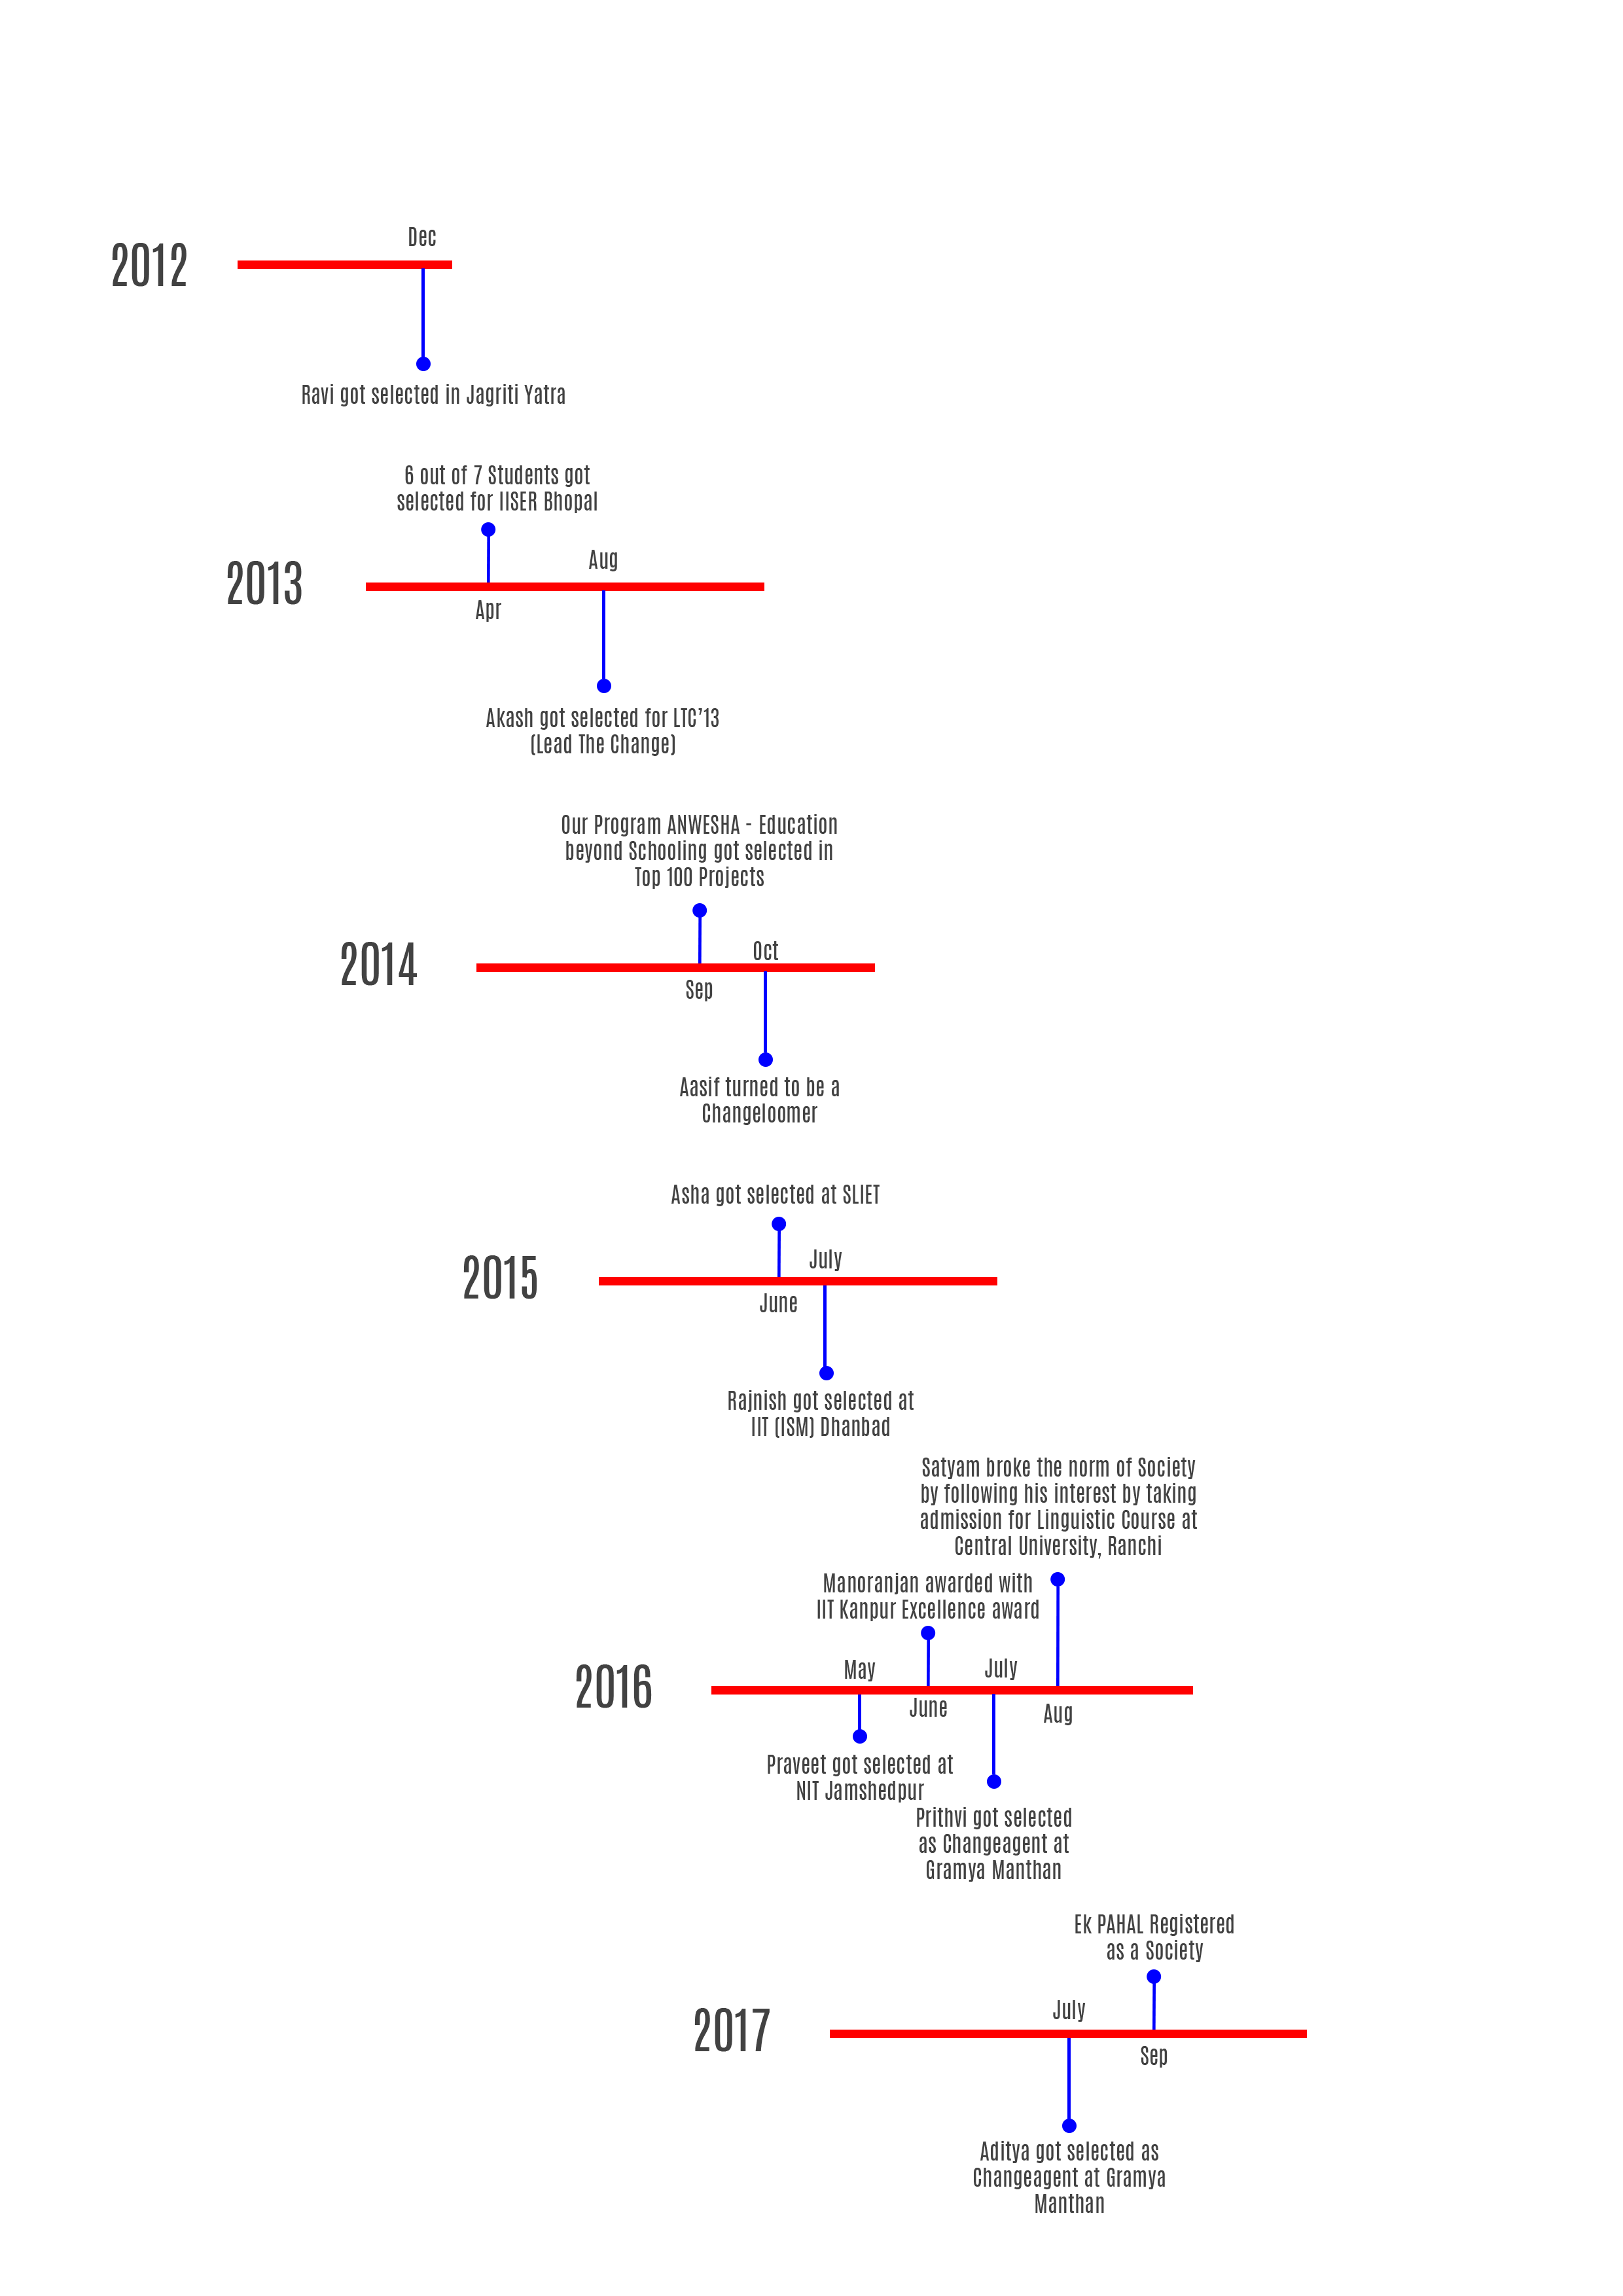 2012
Dec
Ravi got selected in Jagriti Yatra
6 out of 7 Students got
selected for IISER Bhopal
2013
Aug
Apr
Akash got selected for LTC'13
(Lead The Change)
Our Program ANWESHA - Education
beyond Schooling got selected in
Top 100 Projects
2014
Oct
Sep
Aasif turned to be a
Changeloomer
Asha got selected at SLIET
2015
July
June
Rajnish got selected at
IIT (ISM) Dhanbad
Satyam broke the norm of Society
by following his interest by taking
admission for Linguistic Course at
Central University, Ranchi
Manoranjan awarded with
IIT Kanpur Excellence award
2016
May
July
June
Aug
Praveet got selected at
NIT Jamshedpur
Prithvi got selected
as Changeagent at
Gramya Manthan
Ek PAHAL Registered
as a Society
2017
July
Sep
Aditya got selected as
Changeagent at Gramya
Manthan